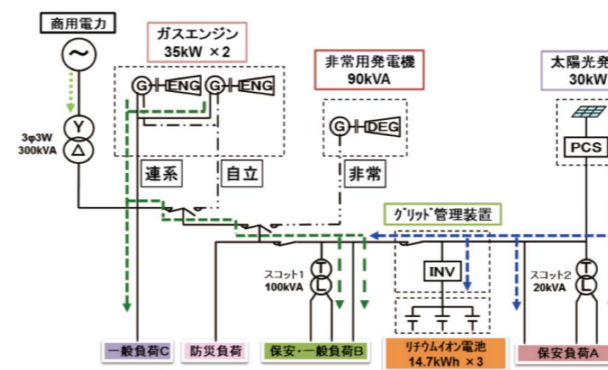 商用電力
3φ3W
300kVA
Y
Δ
ガスエンジン
35kW ×2
G
ENG
G
ENG
連系
自立
非常用発電機
90kVA
G
DEG
非常
太陽光発
30kW
PCS
グリッド管理装置
INV
スコット1
100kVA
T
L
スコット2
20kVA
T
L
一般負荷C
防災負荷
保安・一般負荷B
リチウムイオン電池
14.7kWh ×3
保安負荷A